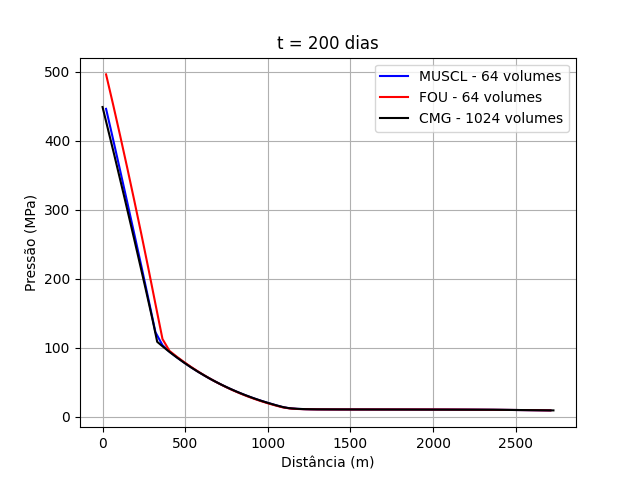 t = 200 dias
MUSCL - 64 volumes
FOU - 64 volumes
CMG - 1024 volumes
Pressão (MPa)
500
400
300
200
100
0
0 500 1000 1500 2000 2500
Distância (m)